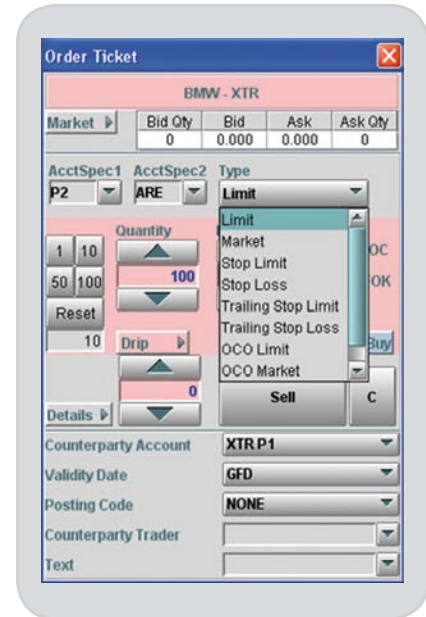 Order Ticket
BMW - XTR
Market Bid Qty Bid Ask Ask Qty
0 0.000 0.000 0
AcctSpec1 AcctSpec2 Type
P2 ARE Limit
Quantity
Limit
Market
Stop Limit
Stop Loss
Trailing Stop Limit
Trailing Stop Loss
OCO Limit
OCO Market
1 10 OC
50 100 100 OK
Reset
10 Drip Buy
0 Sell C
Details
Counterparty Account XTR P1
Validity Date GFD
Posting Code NONE
Counterparty Trader
Text